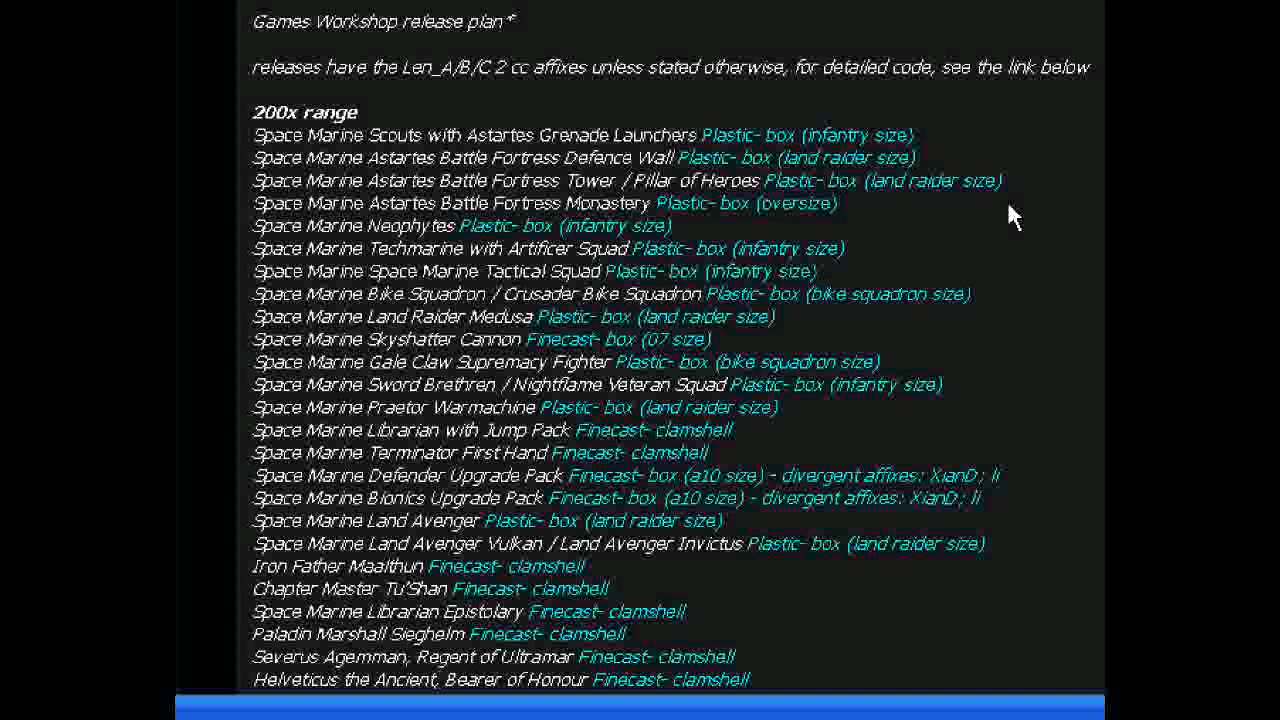 Games Workshop release plan*
releases have the Len_A/B/C 2 cc affixes unless stated otherwise, for detailed code, see the link below
200x range
Space Marine Scouts with Astartes Grenade Launchers Plastic- box (infantry size)
Space Marine Astartes Battle Fortress Defence Wall Plastic- box (land raider size)
Space Marine Astartes Battle Fortress Tower / Pillar of Heroes Plastic- box (land raider size)
Space Marine Astartes Battle Fortress Monastery Plastic- box (oversize)
Space Marine Neophytes Plastic- box (infantry size)
Space Marine Techmarine with Artificer Squad Plastic- box (infantry size)
Space Marine Space Marine Tactical Squad Plastic- box (infantry size)
Space Marine Bike Squadron / Crusader Bike Squadron Plastic- box (bike squadron size)
Space Marine Land Raider Medusa Plastic- box (land raider size)
Space Marine Skyshatter Cannon Finecast- box (07 size)
Space Marine Gale Claw Supremacy Fighter Plastic- box (bike squadron size)
Space Marine Sword Brethren / Nightflame Veteran Squad Plastic- box (infantry size)
Space Marine Praetor Warmachine Plastic- box (land raider size)
Space Marine Librarian with Jump Pack Finecast- clamshell
Space Marine Terminator First Hand Finecast- clamshell
Space Marine Defender Upgrade Pack Finecast- box (a10 size) - divergent affixes: XianD; li
Space Marine Bionics Upgrade Pack Finecast- box (a10 size) - divergent affixes: XianD; li
Space Marine Land Avenger Plastic- box (land raider size)
Space Marine Land Avenger Vulkan / Land Avenger Invictus Plastic- box (land raider size)
Iron Father Maalthun Finecast- clamshell
Chapter Master Tu'Shan Finecast- clamshell
Space Marine Librarian Epistolary Finecast- clamshell
Paladin Marshall Sieghelm Finecast- clamshell
Severus Agemman, Regent of Ultramar Finecast- clamshell
Helveticus the Ancient, Bearer of Honour Finecast- clamshell